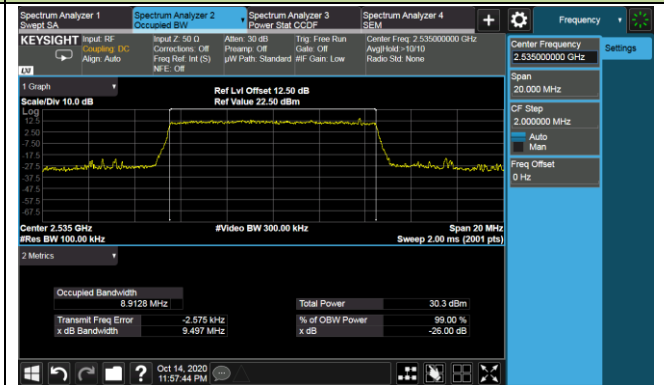 Spectrum Analyzer 1
Swept SA
Spectrum Analyzer 2
Occupied BW
Spectrum Analyzer 3
Power Stat CCDF
Spectrum Analyzer 4
SEM
+
Frequency
KEYSIGHT
Input: RF
Coupling: DC
Align: Auto
Input Z: 50 Ω
Corrections: Off
Freq Ref: Int (S)
NFE: Off
Atten: 30 dB
Preamp: Off
µW Path: Standard
Trig: Free Run
Gate: Off
#IF Gain: Low
Center Freq: 2.535000000 GHz
Avg|Hold:>10/10
Radio Std: None
LXI
Center Frequency
2.535000000 GHz
Settings
Span
20.000 MHz
CF Step
2.000000 MHz
Auto
Man
Freq Offset
0 Hz
1 Graph
Scale/Div 10.0 dB
Ref Lvl Offset 12.50 dB
Ref Value 22.50 dBm
Log
12.5
2.50
-7.50
-17.5
-27.5
-37.5
-47.5
-57.5
-67.5
Center 2.535 GHz
#Res BW 100.00 kHz
#Video BW 300.00 kHz
Span 20 MHz
Sweep 2.00 ms (2001 pts)
2 Metrics
Occupied Bandwidth
8.9128 MHz
Total Power 30.3 dBm
Transmit Freq Error -2.575 kHz
% of OBW Power 99.00 %
x dB Bandwidth 9.497 MHz
x dB -26.00 dB
?
Oct 14, 2020
11:57:44 PM